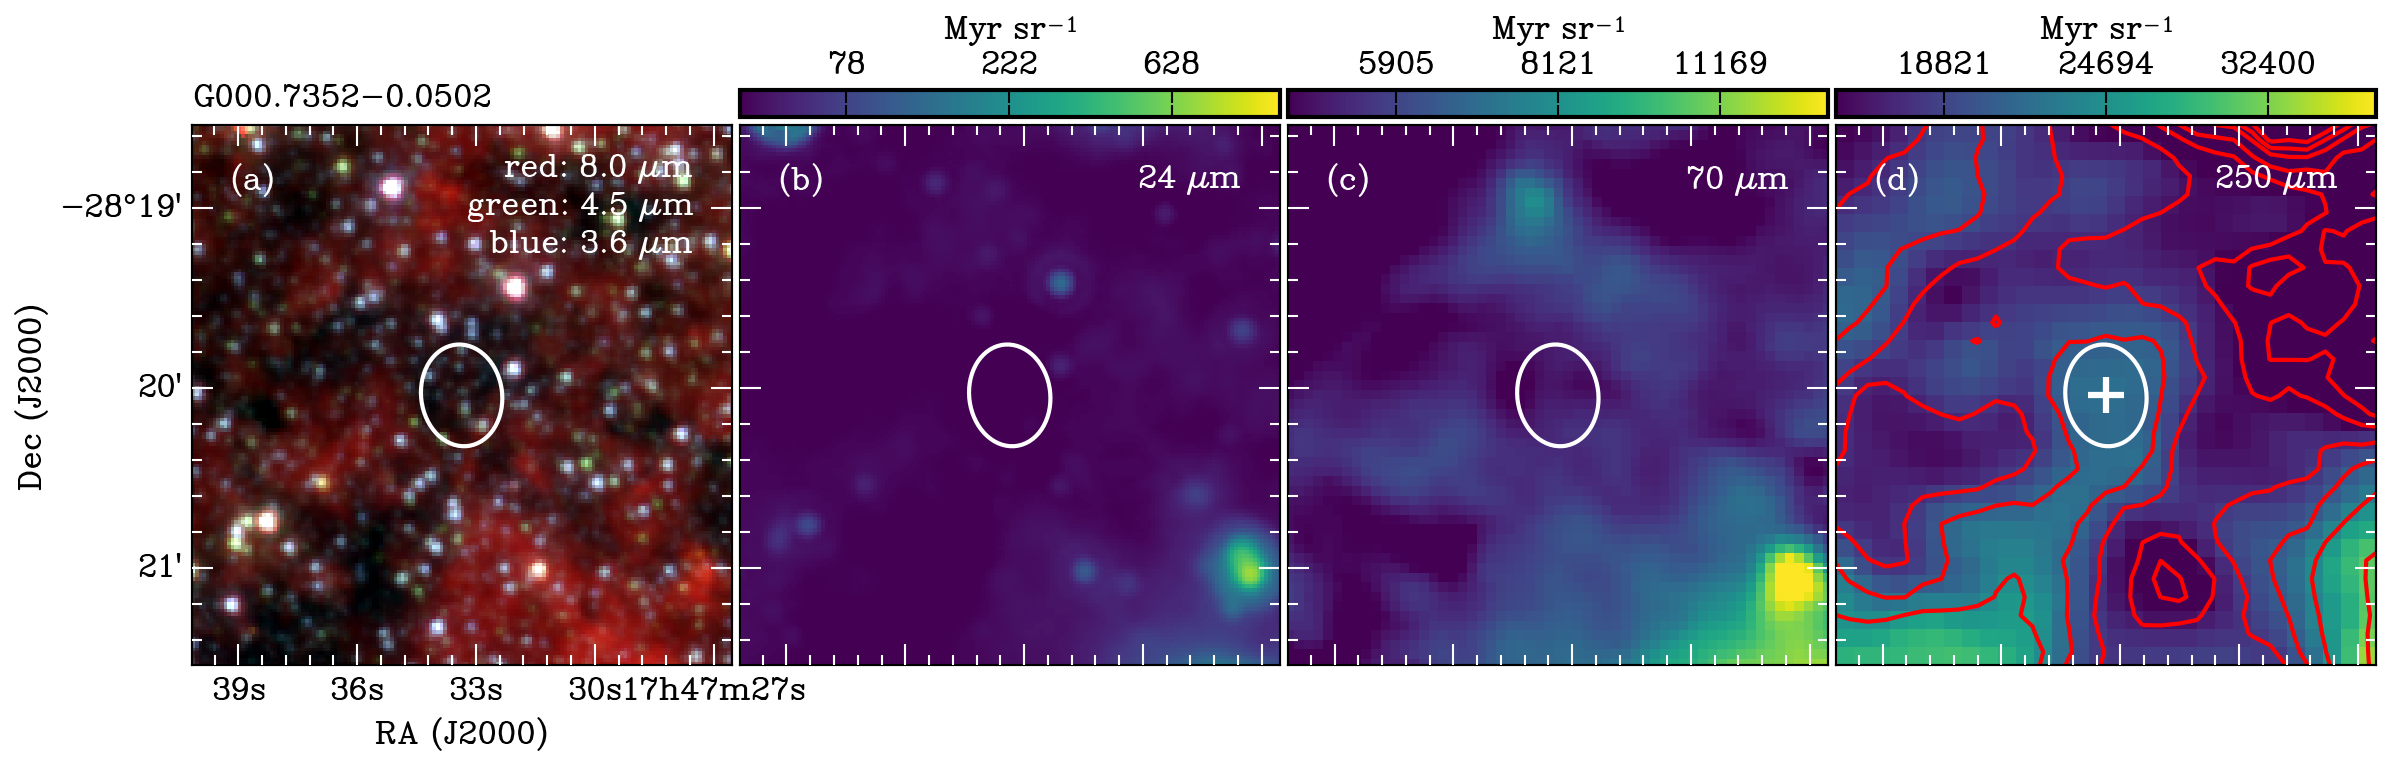 Myr sr⁻¹
78 222 628
Myr sr⁻¹
5905 8121 11169
Myr sr⁻¹
18821 24694 32400
G000.7352−0.0502
(a)
red: 8.0 μm
green: 4.5 μm
blue: 3.6 μm
(b)
24 μm
(c)
70 μm
(d)
250 μm
Dec (J2000)
−28°19'
20'
21'
39s 36s 33s 30s 17h47m27s
RA (J2000)